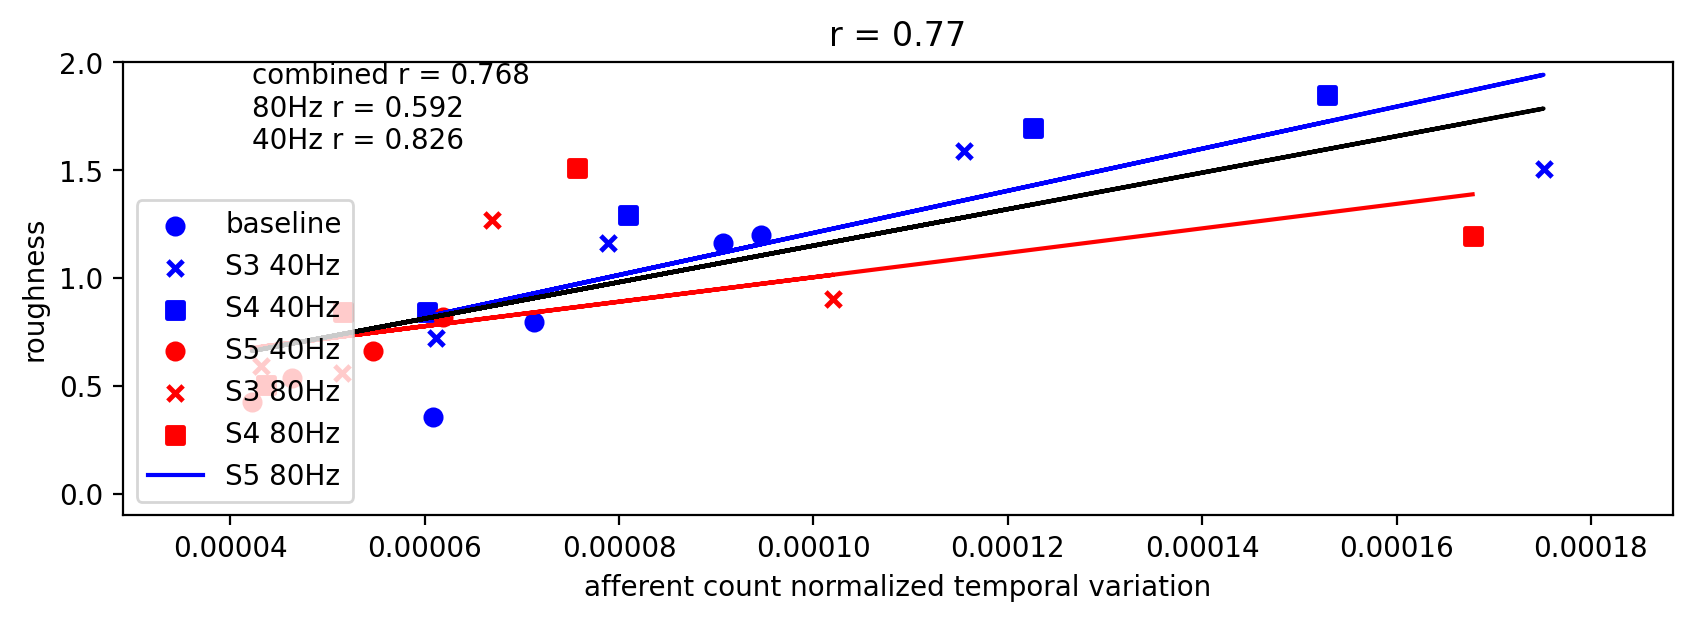 r = 0.77
combined r = 0.768
80Hz r = 0.592
40Hz r = 0.826
2.0
1.5
1.0
0.5
0.0
roughness
baseline
S3 40Hz
S4 40Hz
S5 40Hz
S3 80Hz
S4 80Hz
S5 80Hz
0.00004 0.00006 0.00008 0.00010 0.00012 0.00014 0.00016 0.00018
afferent count normalized temporal variation